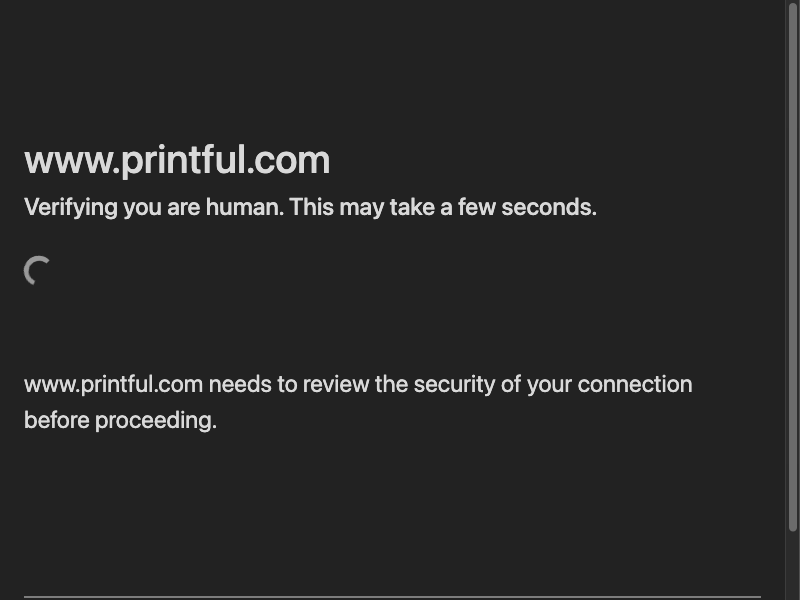 www.printful.com
Verifying you are human. This may take a few seconds.
www.printful.com needs to review the security of your connection
before proceeding.